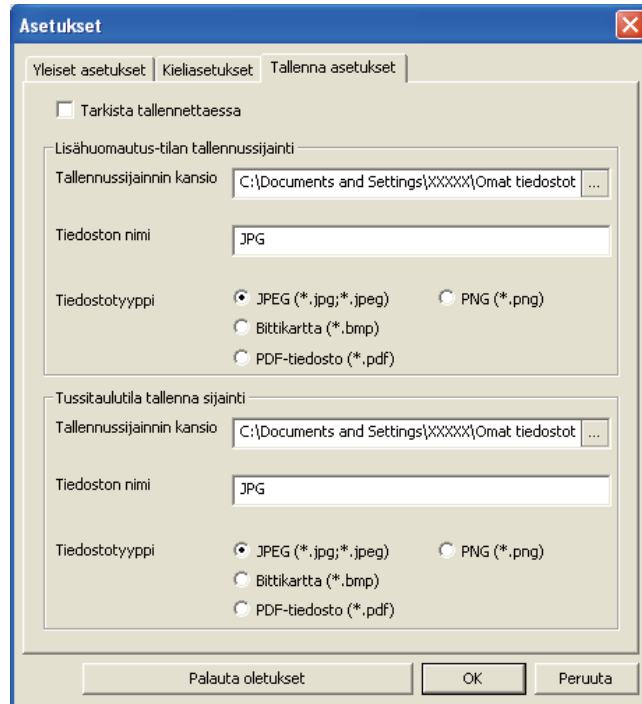 Asetukset
Yleiset asetukset Kieliasetukset Tallenna asetukset
Tarkista tallennettaessa
Lisähuomautus-tilan tallennussijainti
Tallennussijainnin kansio C:\Documents and Settings\XXXXX\Omat tiedostot ...
Tiedoston nimi JPG
Tiedostotyyppi JPEG (*.jpg;*.jpeg) PNG (*.png)
Bittikartta (*.bmp)
PDF-tiedosto (*.pdf)
Tussitaulutila tallenna sijainti
Tallennussijainnin kansio C:\Documents and Settings\XXXXX\Omat tiedostot ...
Tiedoston nimi JPG
Tiedostotyyppi JPEG (*.jpg;*.jpeg) PNG (*.png)
Bittikartta (*.bmp)
PDF-tiedosto (*.pdf)
Palauta oletukset OK Peruuta